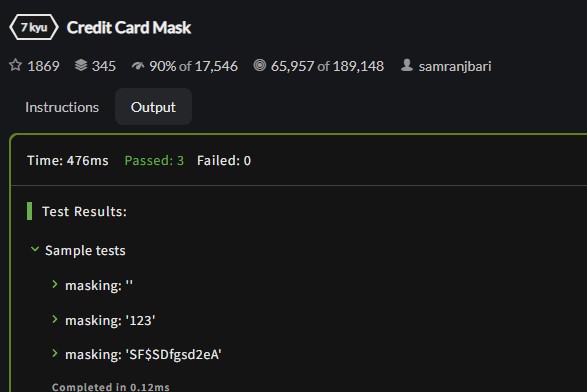 7 kyu Credit Card Mask
1869 345 90% of 17,546 65,957 of 189,148 samranjbari
Instructions Output
Time: 476ms Passed: 3 Failed: 0
Test Results:
Sample tests
masking: ''
masking: '123'
masking: 'SF$SDfgsd2eA'
Completed in 0.12ms